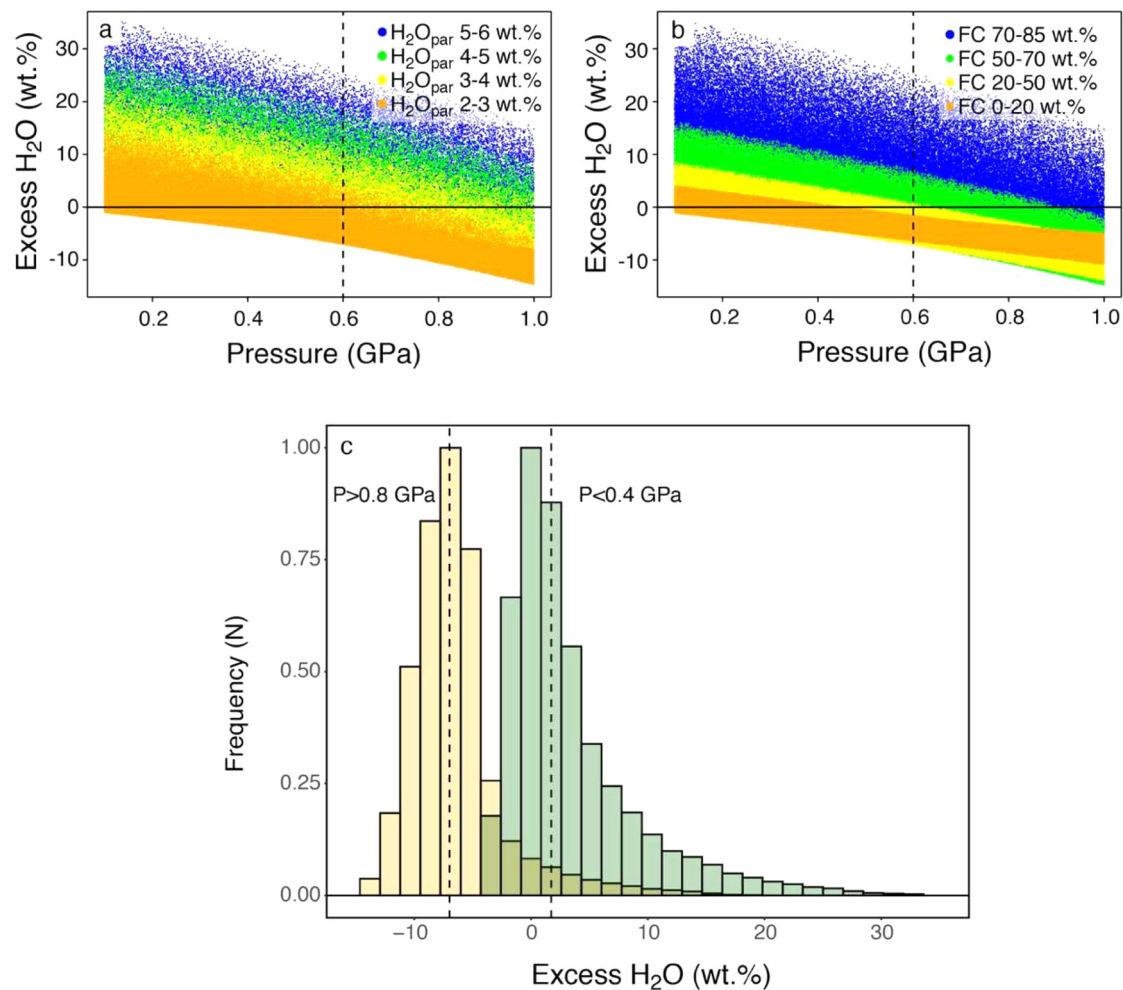 a
H₂Opar 5-6 wt.%
H₂Opar 4-5 wt.%
H₂Opar 3-4 wt.%
H₂Opar 2-3 wt.%
Excess H₂O (wt.%)
30
20
10
0
-10
0.2 0.4 0.6 0.8 1.0
Pressure (GPa)
b
FC 70-85 wt.%
FC 50-70 wt.%
FC 20-50 wt.%
FC 0-20 wt.%
Excess H₂O (wt.%)
30
20
10
0
-10
0.2 0.4 0.6 0.8 1.0
Pressure (GPa)
c
P>0.8 GPa P<0.4 GPa
Frequency (N)
1.00
0.75
0.50
0.25
0.00
−10 0 10 20 30
Excess H₂O (wt.%)